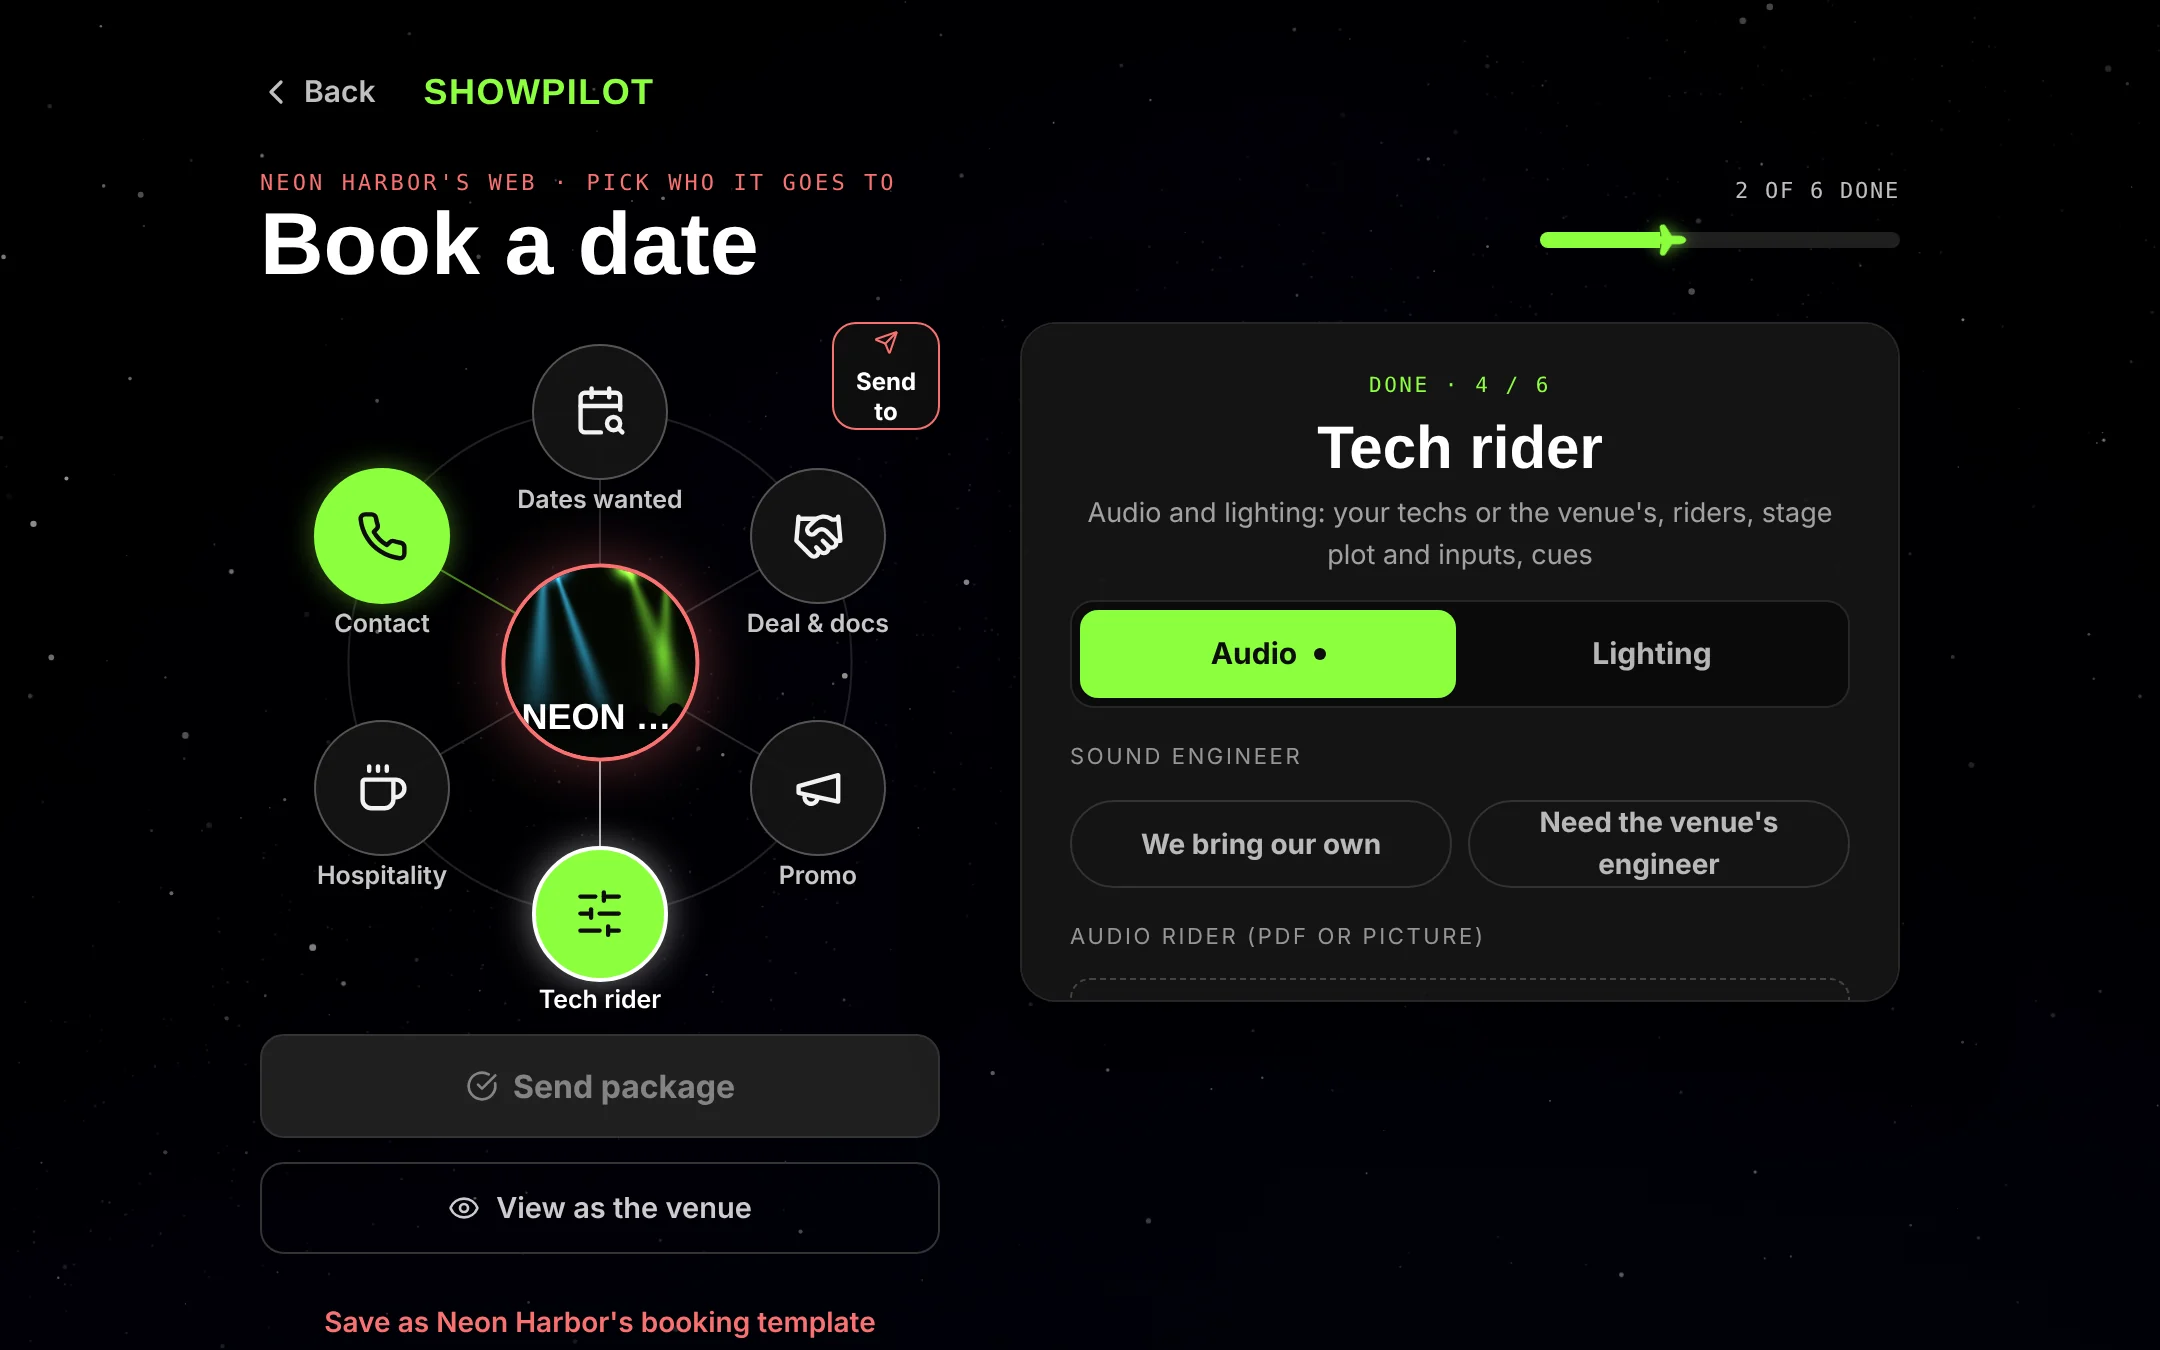 Back
SHOWPILOT
NEON HARBOR'S WEB · PICK WHO IT GOES TO
Book a date
2 OF 6 DONE
Send
to
Dates wanted
Contact
Deal & docs
NEON ...
Hospitality
Promo
Tech rider
Send package
View as the venue
Save as Neon Harbor's booking template
DONE · 4 / 6
Tech rider
Audio and lighting: your techs or the venue's, riders, stage
plot and inputs, cues
Audio •
Lighting
SOUND ENGINEER
We bring our own
Need the venue's
engineer
AUDIO RIDER (PDF OR PICTURE)